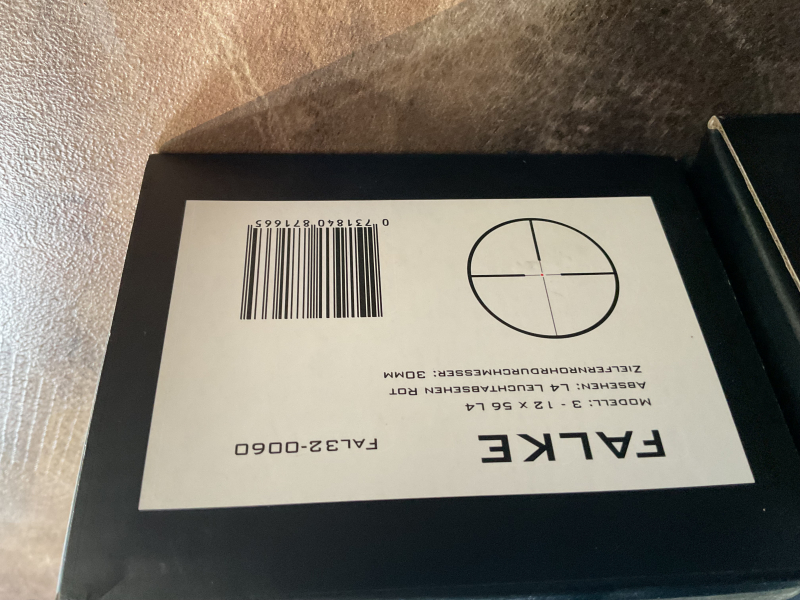 FALKE
FAL32-0060
MODELL: 3 - 12 x 56 L4
ABSEHEN: L4 LEUCHTABSEHEN ROT
ZIELFERNROHRDURCHMESSER: 30MM
0 731840 871665